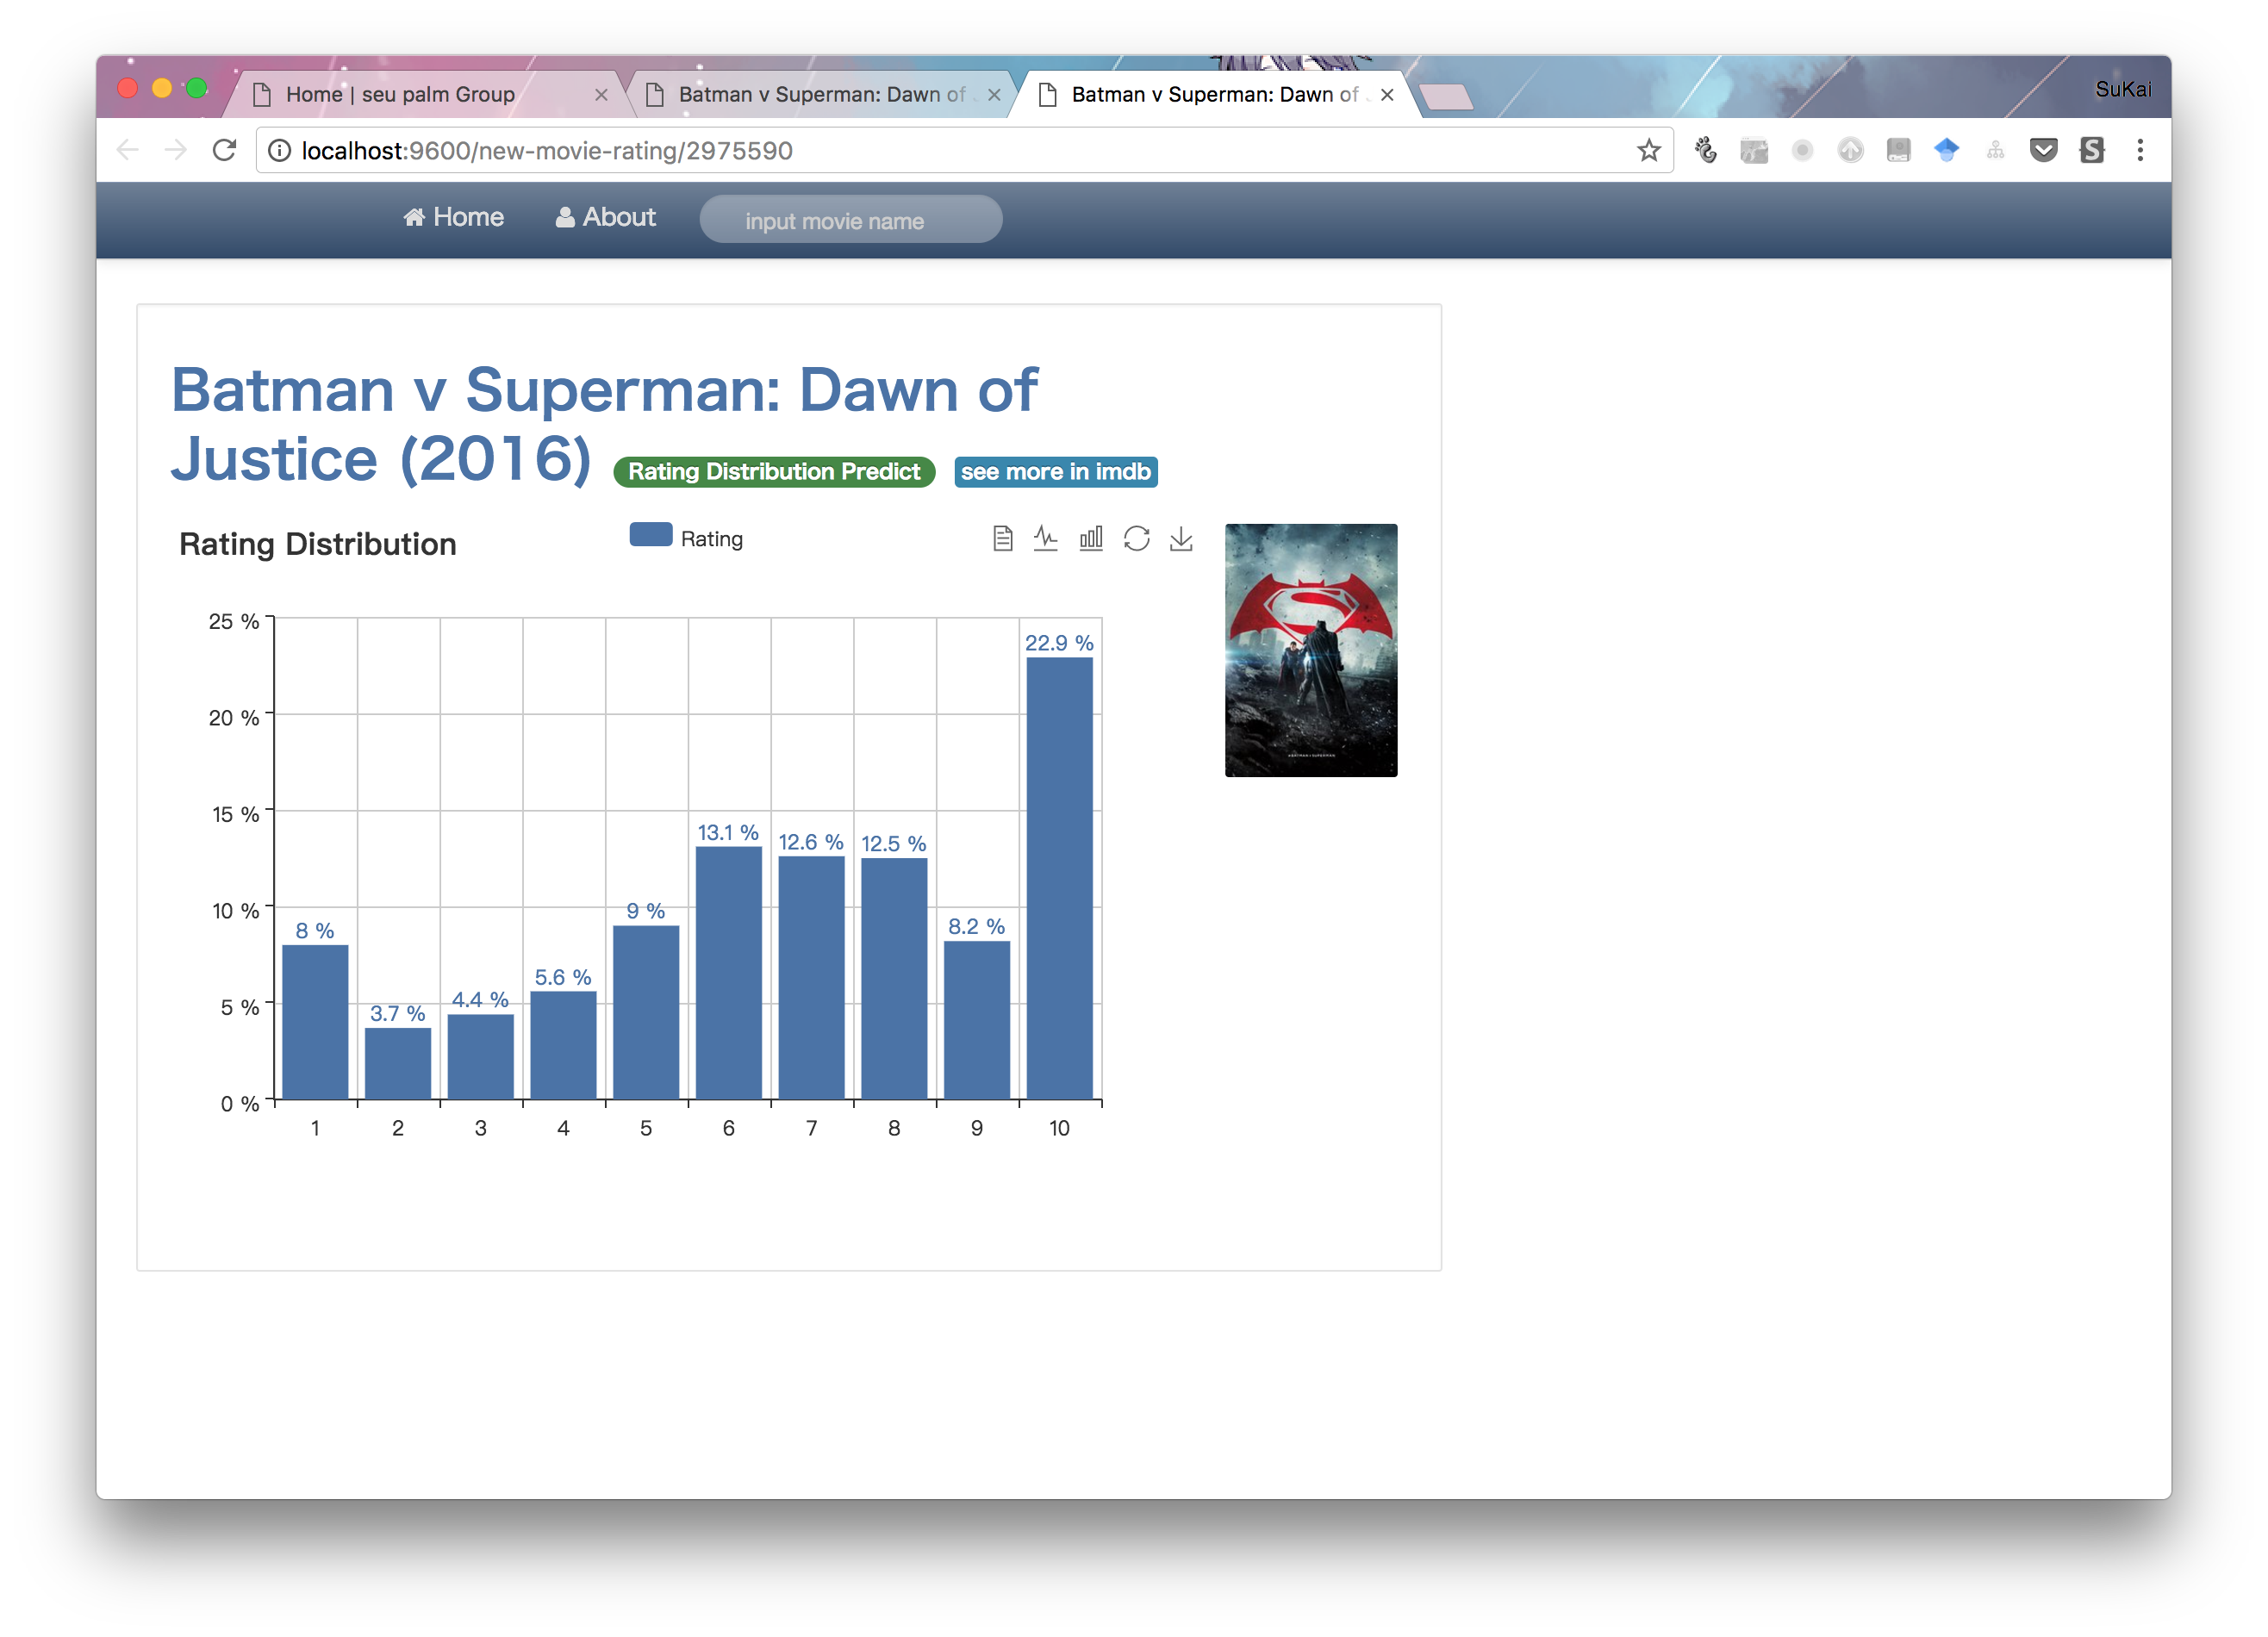 SuKai
Home | seu palm Group
Batman v Superman: Dawn of
Batman v Superman: Dawn of
localhost:9600/new-movie-rating/2975590
Home
About
input movie name
Batman v Superman: Dawn of
Justice (2016) Rating Distribution Predict see more in imdb
Rating Distribution
Rating
25 %
20 %
15 %
10 %
5 %
0 %
8 %
3.7 %
4.4 %
5.6 %
9 %
13.1 %
12.6 %
12.5 %
8.2 %
22.9 %
1 2 3 4 5 6 7 8 9 10